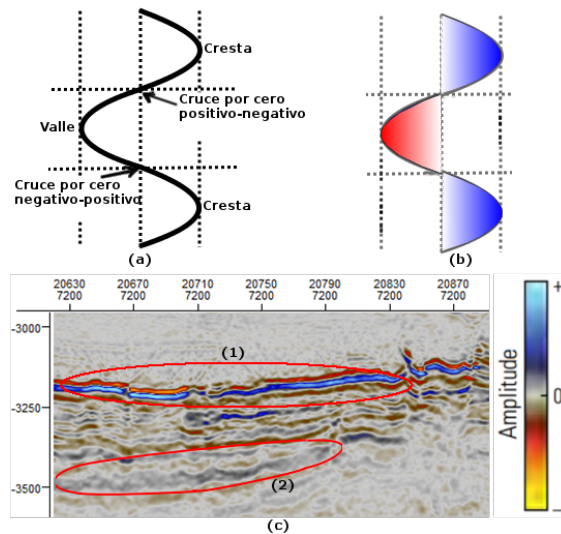 Cresta
Cruce por cero
positivo-negativo
Valle
Cruce por cero
negativo-positivo
Cresta
(a)
(b)
20630 20670 20710 20750 20790 20830 20870
7200 7200 7200 7200 7200 7200 7200
-3000
-3250
-3500
(1)
(2)
(c)
+
0
−
Amplitude